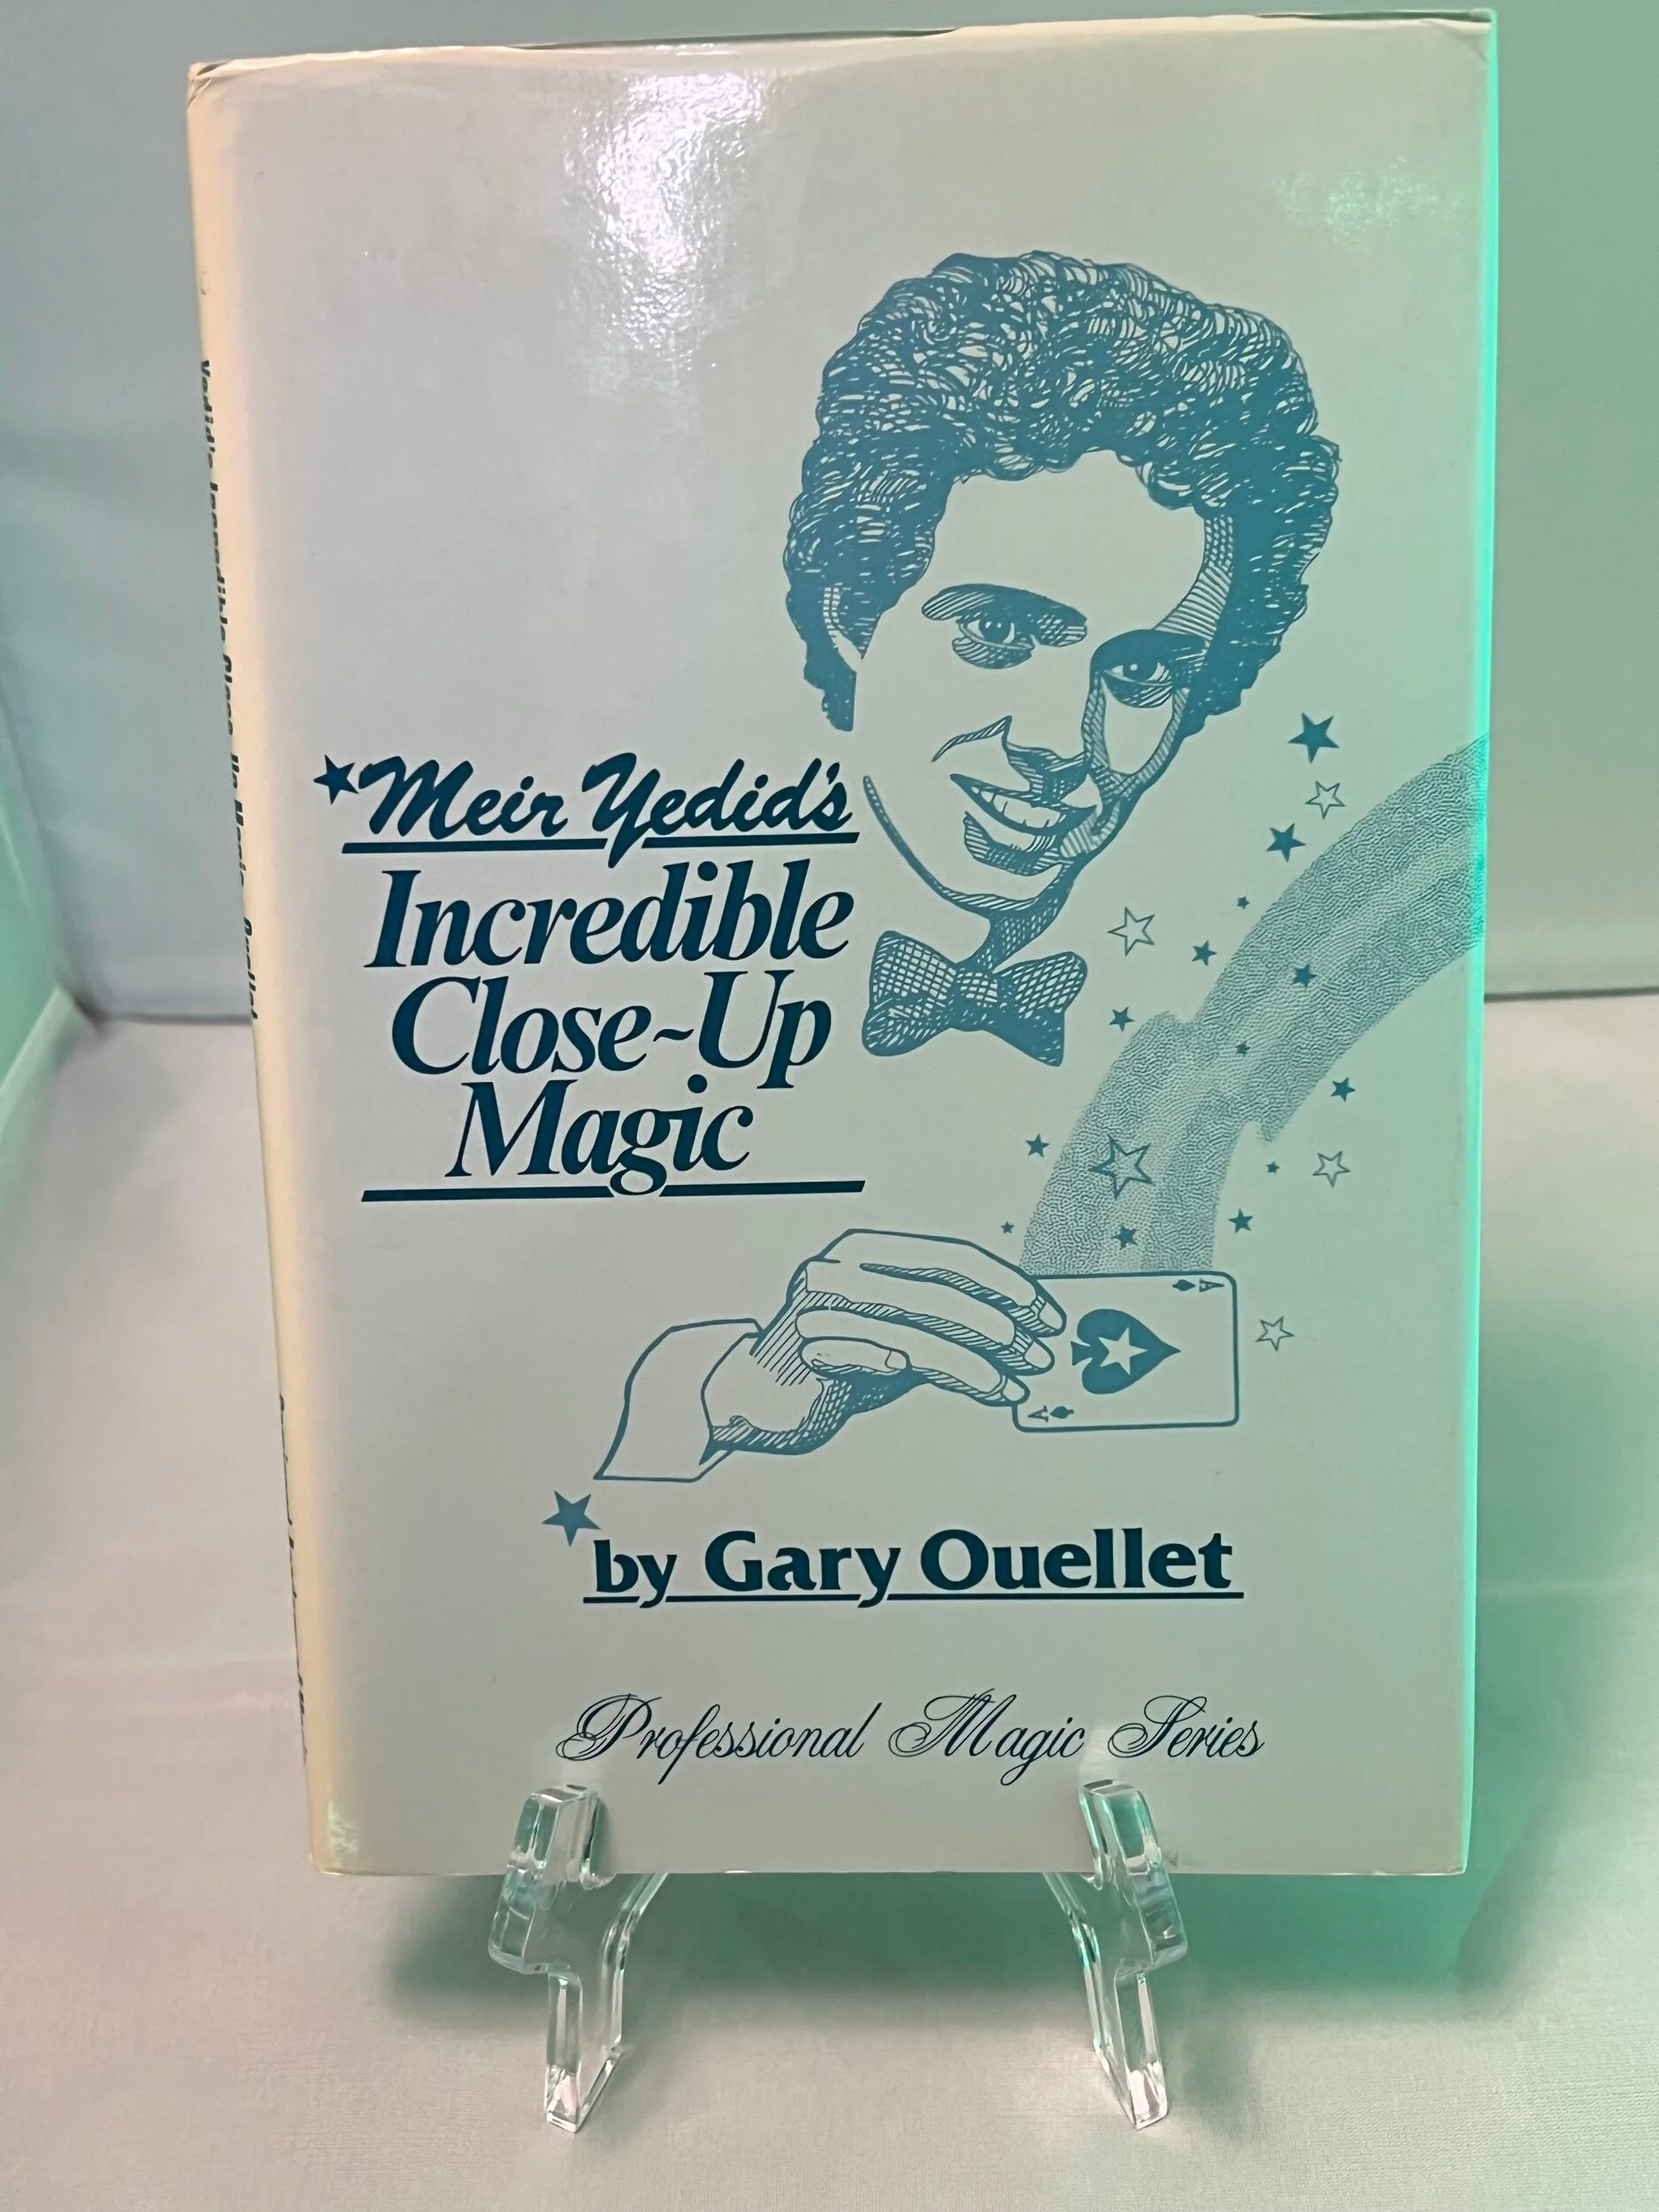 Meir Yedid's
Incredible
Close~Up
Magic
A
A
by Gary Ouellet
Professional Magic Series